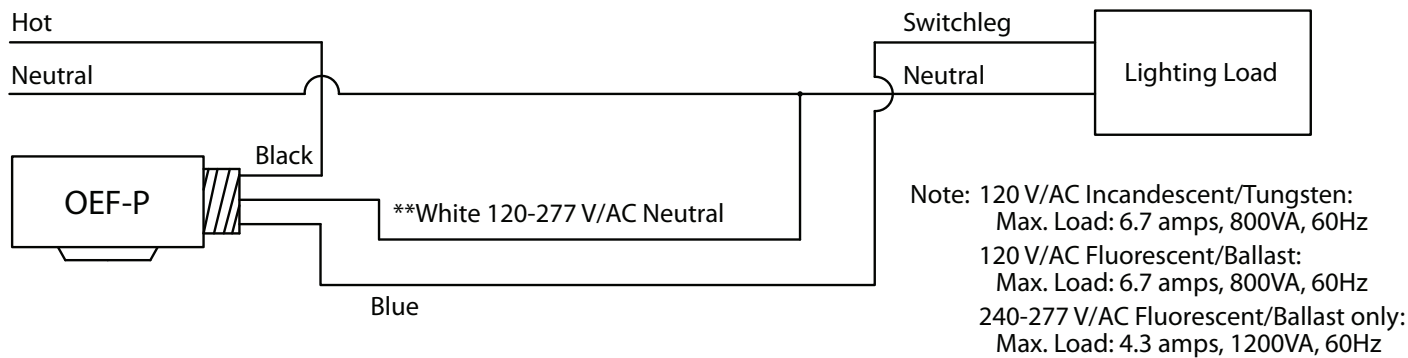 Hot
Switchleg
Neutral
Neutral
Lighting Load
Black
OEF-P
**White 120-277 V/AC Neutral
Blue
Note: 120 V/AC Incandescent/Tungsten:
Max. Load: 6.7 amps, 800VA, 60Hz
120 V/AC Fluorescent/Ballast:
Max. Load: 6.7 amps, 800VA, 60Hz
240-277 V/AC Fluorescent/Ballast only:
Max. Load: 4.3 amps, 1200VA, 60Hz